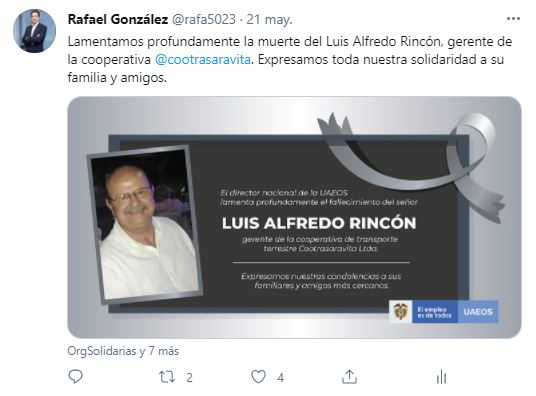 Rafael González @rafa5023 · 21 may.
Lamentamos profundamente la muerte del Luis Alfredo Rincón, gerente de
la cooperativa @cootrasaravita. Expresamos toda nuestra solidaridad a su
familia y amigos.
El director nacional de la UAEOS
lamenta profundamente el fallecimiento del señor
LUIS ALFREDO RINCÓN
gerente de la cooperativa de transporte
terrestre Cootrasaravita Ltda.
Expresamos nuestras condolencias a sus
familiares y amigos más cercanos.
El empleo
es de todos
UAEOS
OrgSolidarias y 7 más
2 4